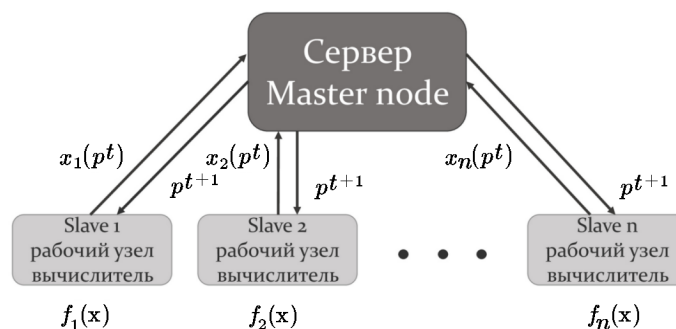 Сервер
Master node
x₁(pᵗ)
pᵗ⁺¹
x₂(pᵗ)
pᵗ⁺¹
xₙ(pᵗ)
pᵗ⁺¹
Slave 1
рабочий узел
вычислитель
Slave 2
рабочий узел
вычислитель
• • •
Slave n
рабочий узел
вычислитель
f₁(x)
f₂(x)
fₙ(x)